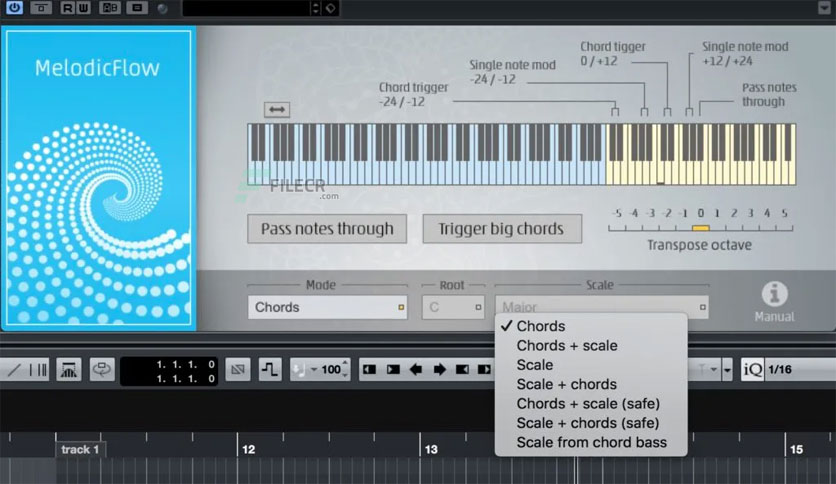 R W
MelodicFlow
Chord tigger
0 / +12
Single note mod
+12 / +24
Single note mod
-24 / -12
Chord trigger
-24 / -12
Pass notes
through
FILECR
.com
Pass notes through
Trigger big chords
-5 -4 -3 -2 -1 0 1 2 3 4 5
Transpose octave
Mode
Root
Scale
Chords
C
Major
i
Manual
✓ Chords
Chords + scale
Scale
Scale + chords
Chords + scale (safe)
Scale + chords (safe)
Scale from chord bass
1. 1. 1. 0
1. 1. 1. 0
100
iQ
1/16
12
13
15
track 1